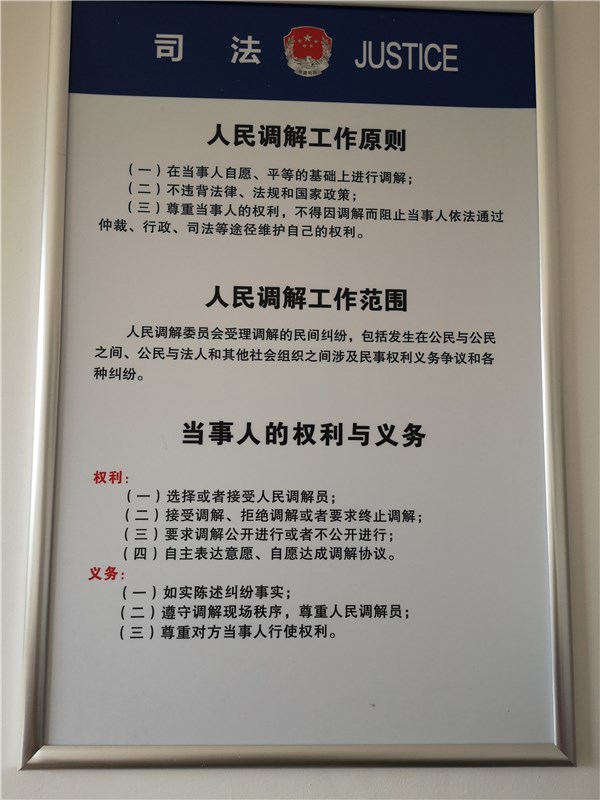 司 法 JUSTICE
人民调解工作原则
（一）在当事人自愿、平等的基础上进行调解；
（二）不违背法律、法规和国家政策；
（三）尊重当事人的权利，不得因调解而阻止当事人依法通过
仲裁、行政、司法等途径维护自己的权利。
人民调解工作范围
人民调解委员会受理调解的民间纠纷，包括发生在公民与公民
之间、公民与法人和其他社会组织之间涉及民事权利义务争议和各
种纠纷。
当事人的权利与义务
权利：
（一）选择或者接受人民调解员；
（二）接受调解、拒绝调解或者要求终止调解；
（三）要求调解公开进行或者不公开进行；
（四）自主表达意愿、自愿达成调解协议。
义务：
（一）如实陈述纠纷事实；
（二）遵守调解现场秩序，尊重人民调解员；
（三）尊重对方当事人行使权利。